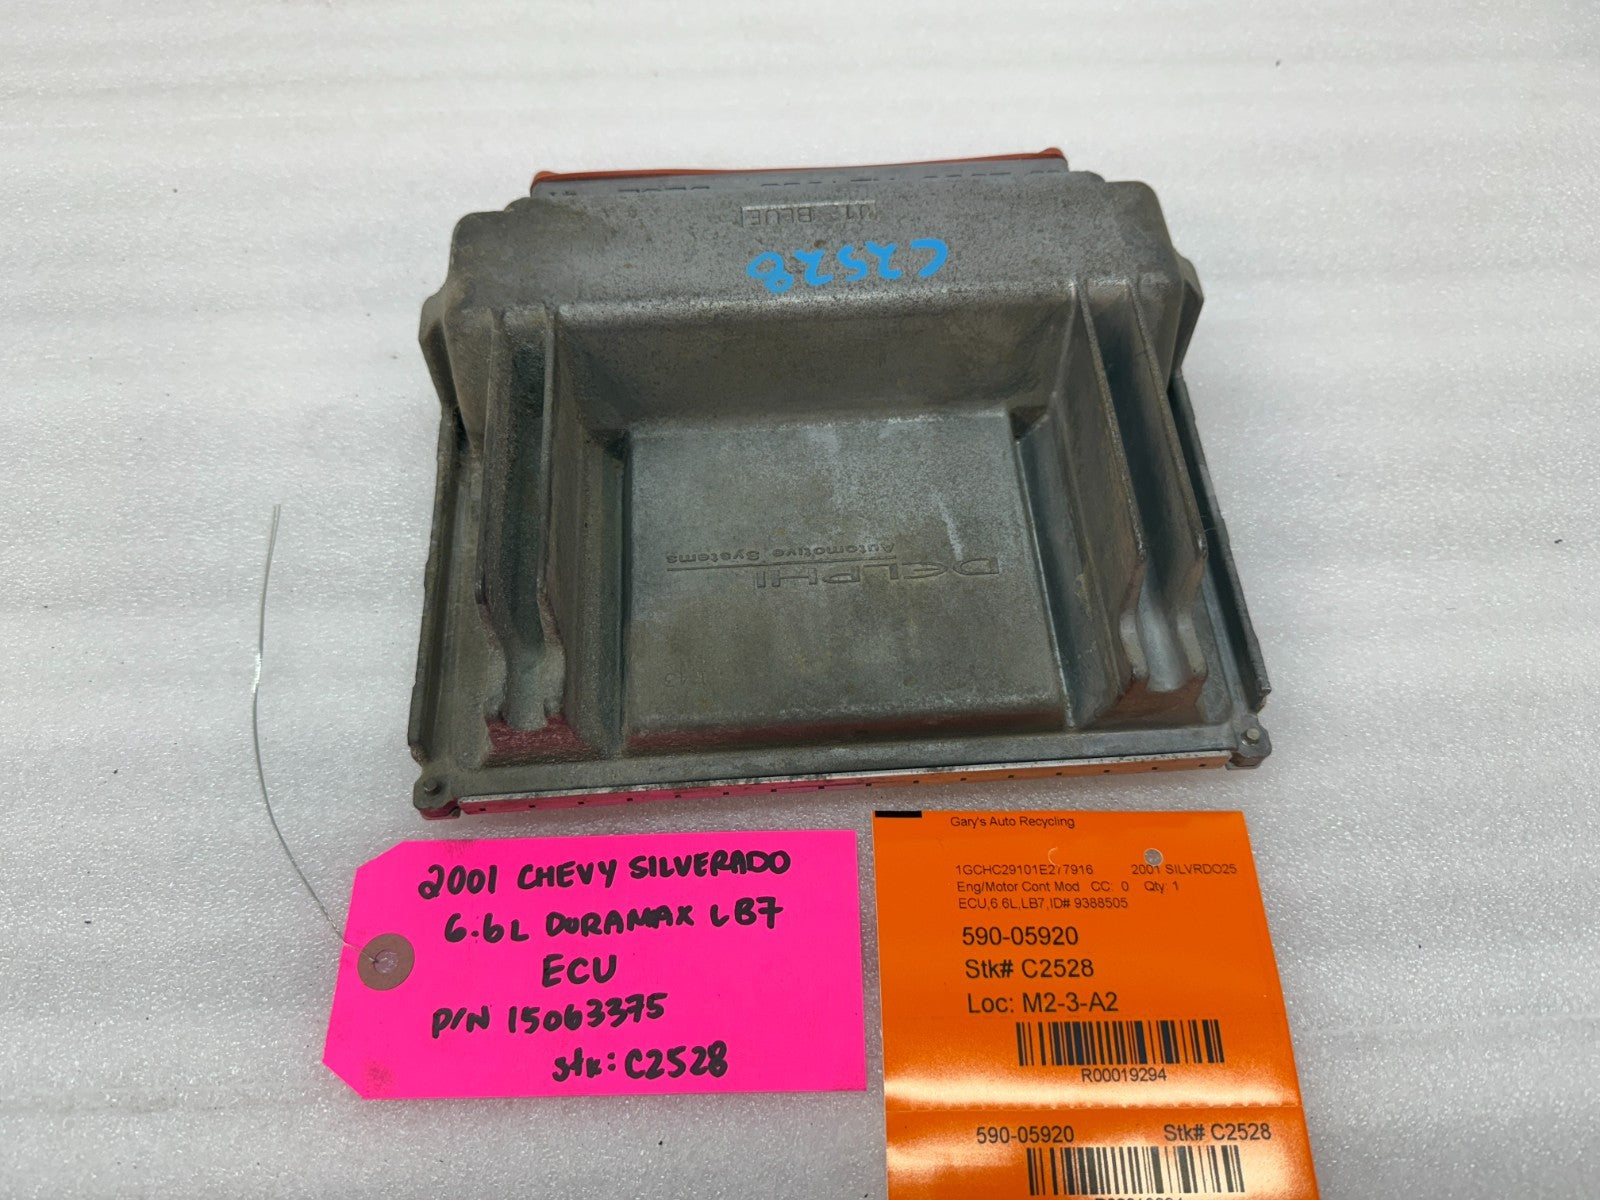 BLUE
C2528
DELPHI
Automotive Systems
2001 CHEVY SILVERADO
6.6L DURAMAX LB7
ECU
P/N 15063375
stk: C2528
Gary's Auto Recycling
1GCHC29101E277916 2001 SILVRDO25
Eng/Motor Cont Mod CC: 0 Qty: 1
ECU,6.6L,LB7,ID# 9388505
590-05920
Stk# C2528
Loc: M2-3-A2
R00019294
590-05920 Stk# C2528